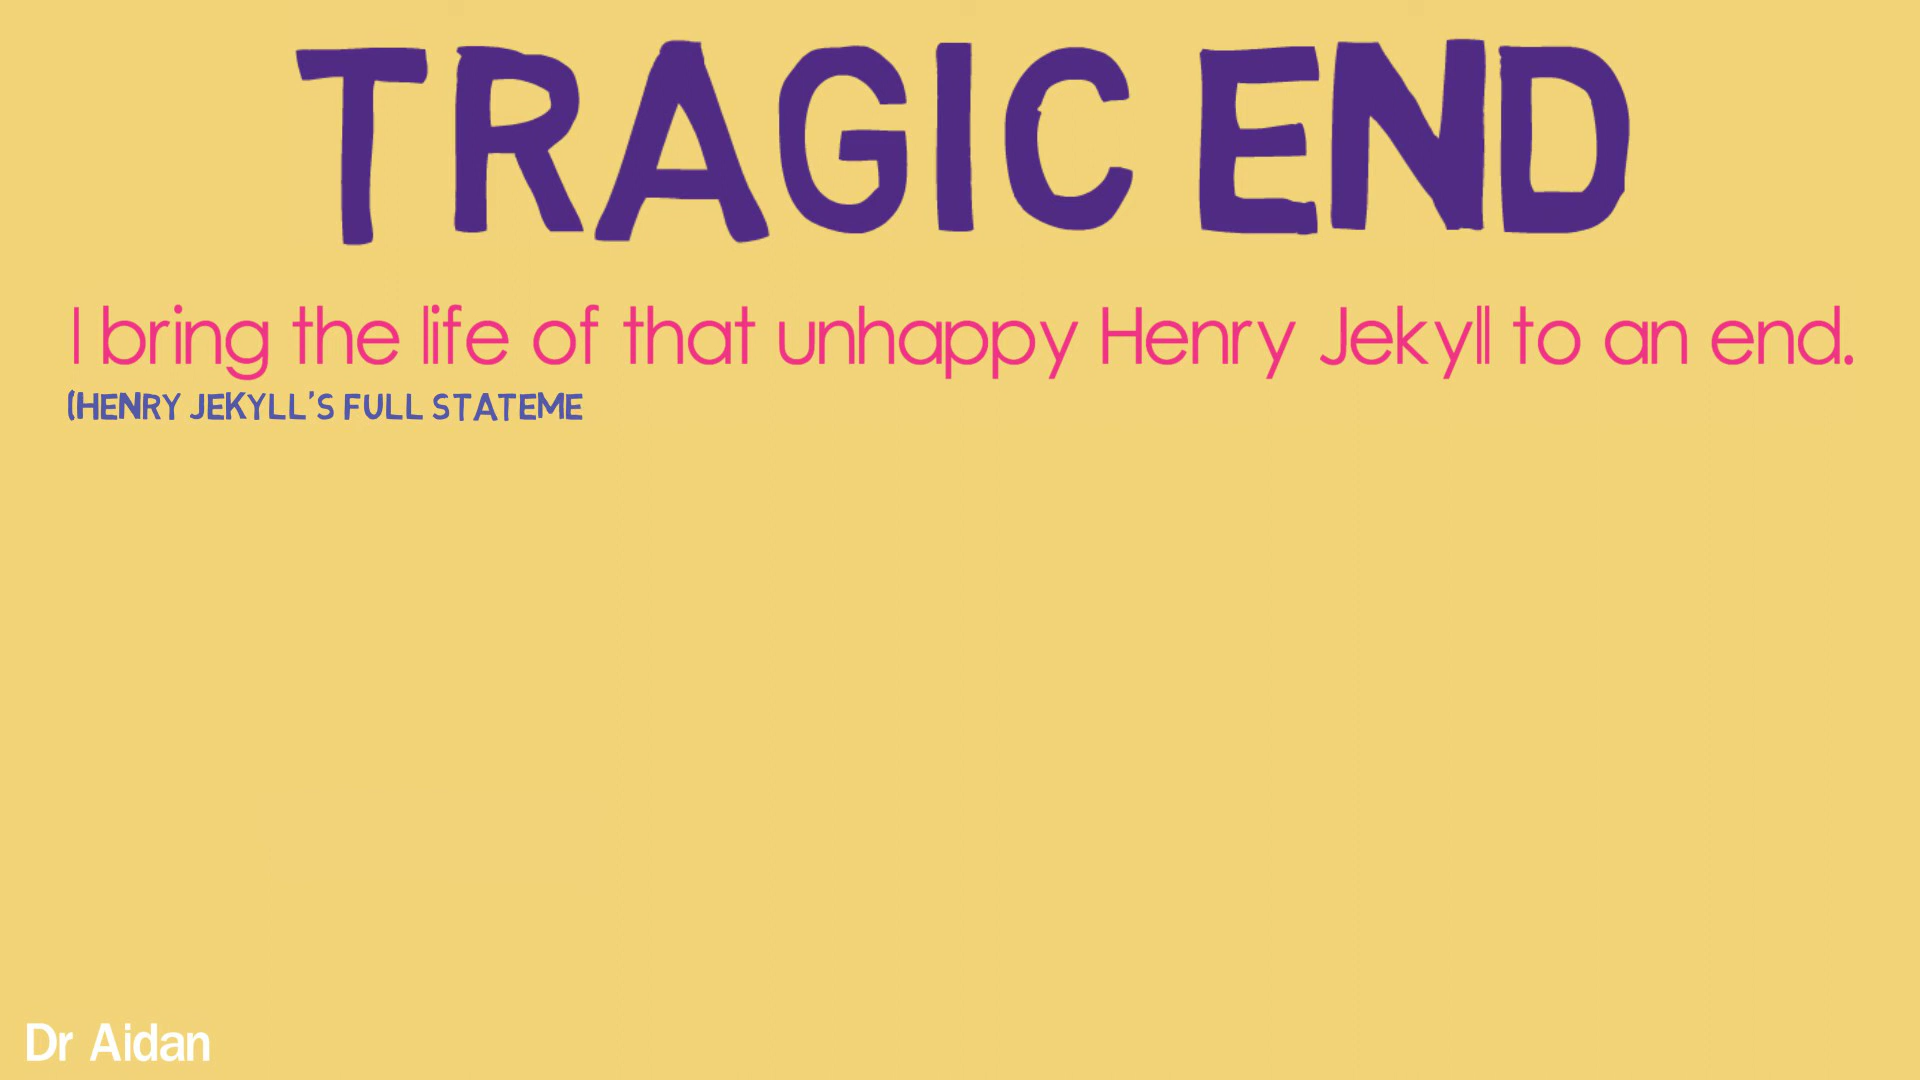 TRAGIC END
I bring the life of that unhappy Henry Jekyll to an end.
(HENRY JEKYLL'S FULL STATEME
Dr Aidan